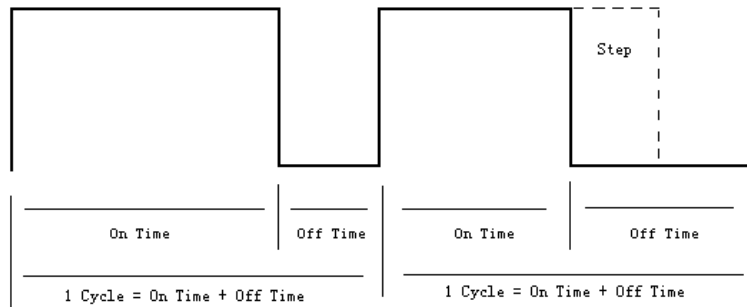 Step
On Time
Off Time
On Time
Off Time
1 Cycle = On Time + Off Time
1 Cycle = On Time + Off Time